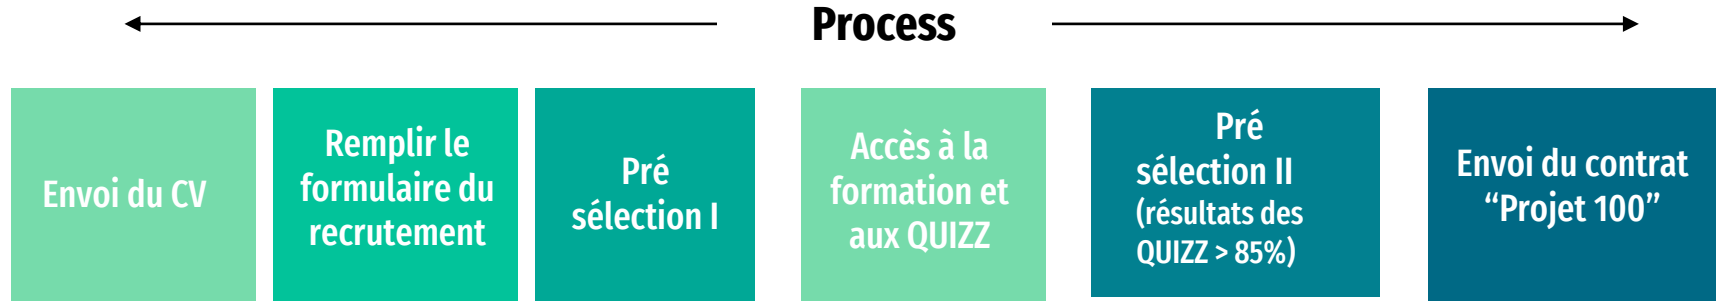 Process
Envoi du CV
Remplir le
formulaire du
recrutement
Pré
sélection I
Accès à la
formation et
aux QUIZZ
Pré
sélection II
(résultats des
QUIZZ > 85%)
Envoi du contrat
“Projet 100”